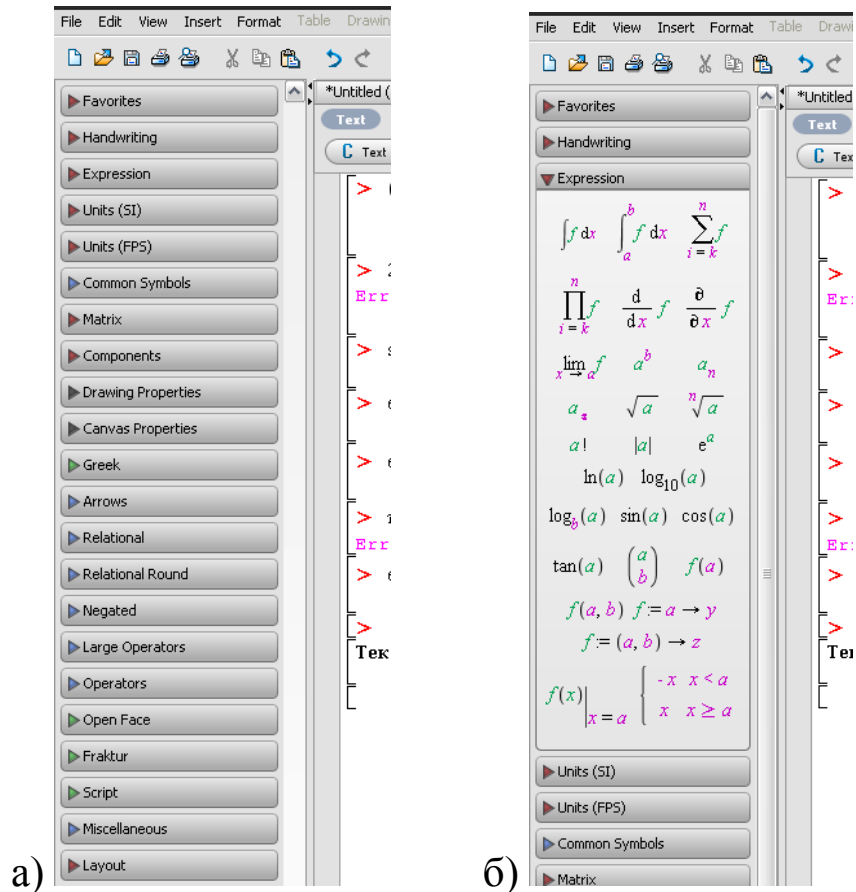 File Edit View Insert Format Table Drawin
*Untitled (
Text
C Text
Favorites
Handwriting
Expression
Units (SI)
Units (FPS)
Common Symbols
Matrix
Components
Drawing Properties
Canvas Properties
Greek
Arrows
Relational
Relational Round
Negated
Large Operators
Operators
Open Face
Fraktur
Script
Miscellaneous
Layout
> (
> 2
Err
> s
>
>
>
Err
>
>
Тек
а)
File Edit View Insert Format Table Drawi
*Untitled
Text
C Tex
Favorites
Handwriting
Expression
∫f dx ∫_a^b f dx ∑_{i=k}^n f
∏_{i=k}^n f d/dx f ∂/∂x f
lim_{x→a} f a^b a_n
a_* √a ⁿ√a
a! |a| e^a
ln(a) log₁₀(a)
log_b(a) sin(a) cos(a)
tan(a) (a b) f(a)
f(a, b) f := a → y
f := (a, b) → z
f(x)|_{x = a} { -x x < a
x x ≥ a
Units (SI)
Units (FPS)
Common Symbols
Matrix
>
>
Err
>
>
>
>
Err
>
>
Тек
б)